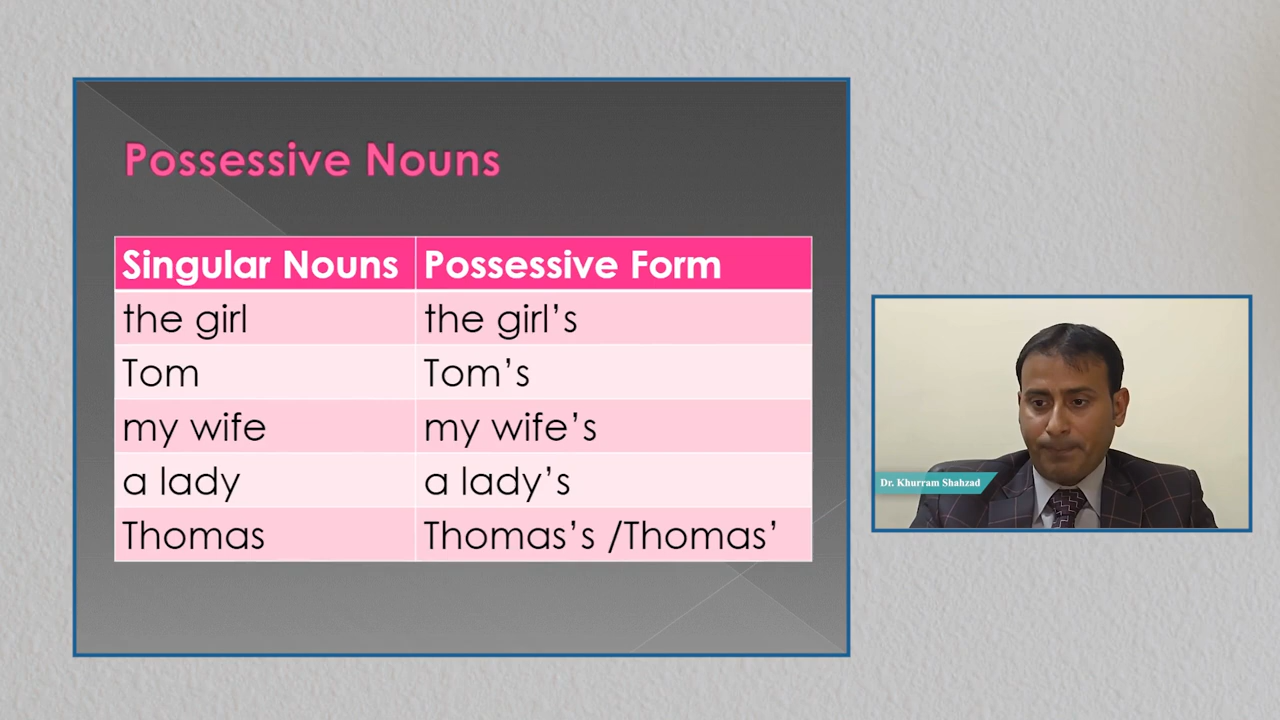 Possessive Nouns
Singular Nouns Possessive Form
the girl the girl’s
Tom Tom’s
my wife my wife’s
a lady a lady’s
Thomas Thomas’s /Thomas’
Dr. Khurram Shahzad